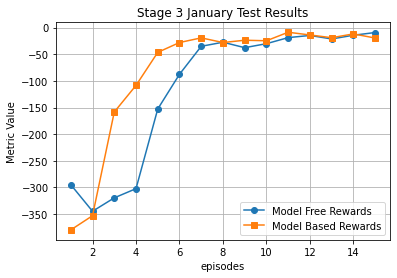 Stage 3 January Test Results
Metric Value
0
−50
−100
−150
−200
−250
−300
−350
2 4 6 8 10 12 14
episodes
Model Free Rewards
Model Based Rewards